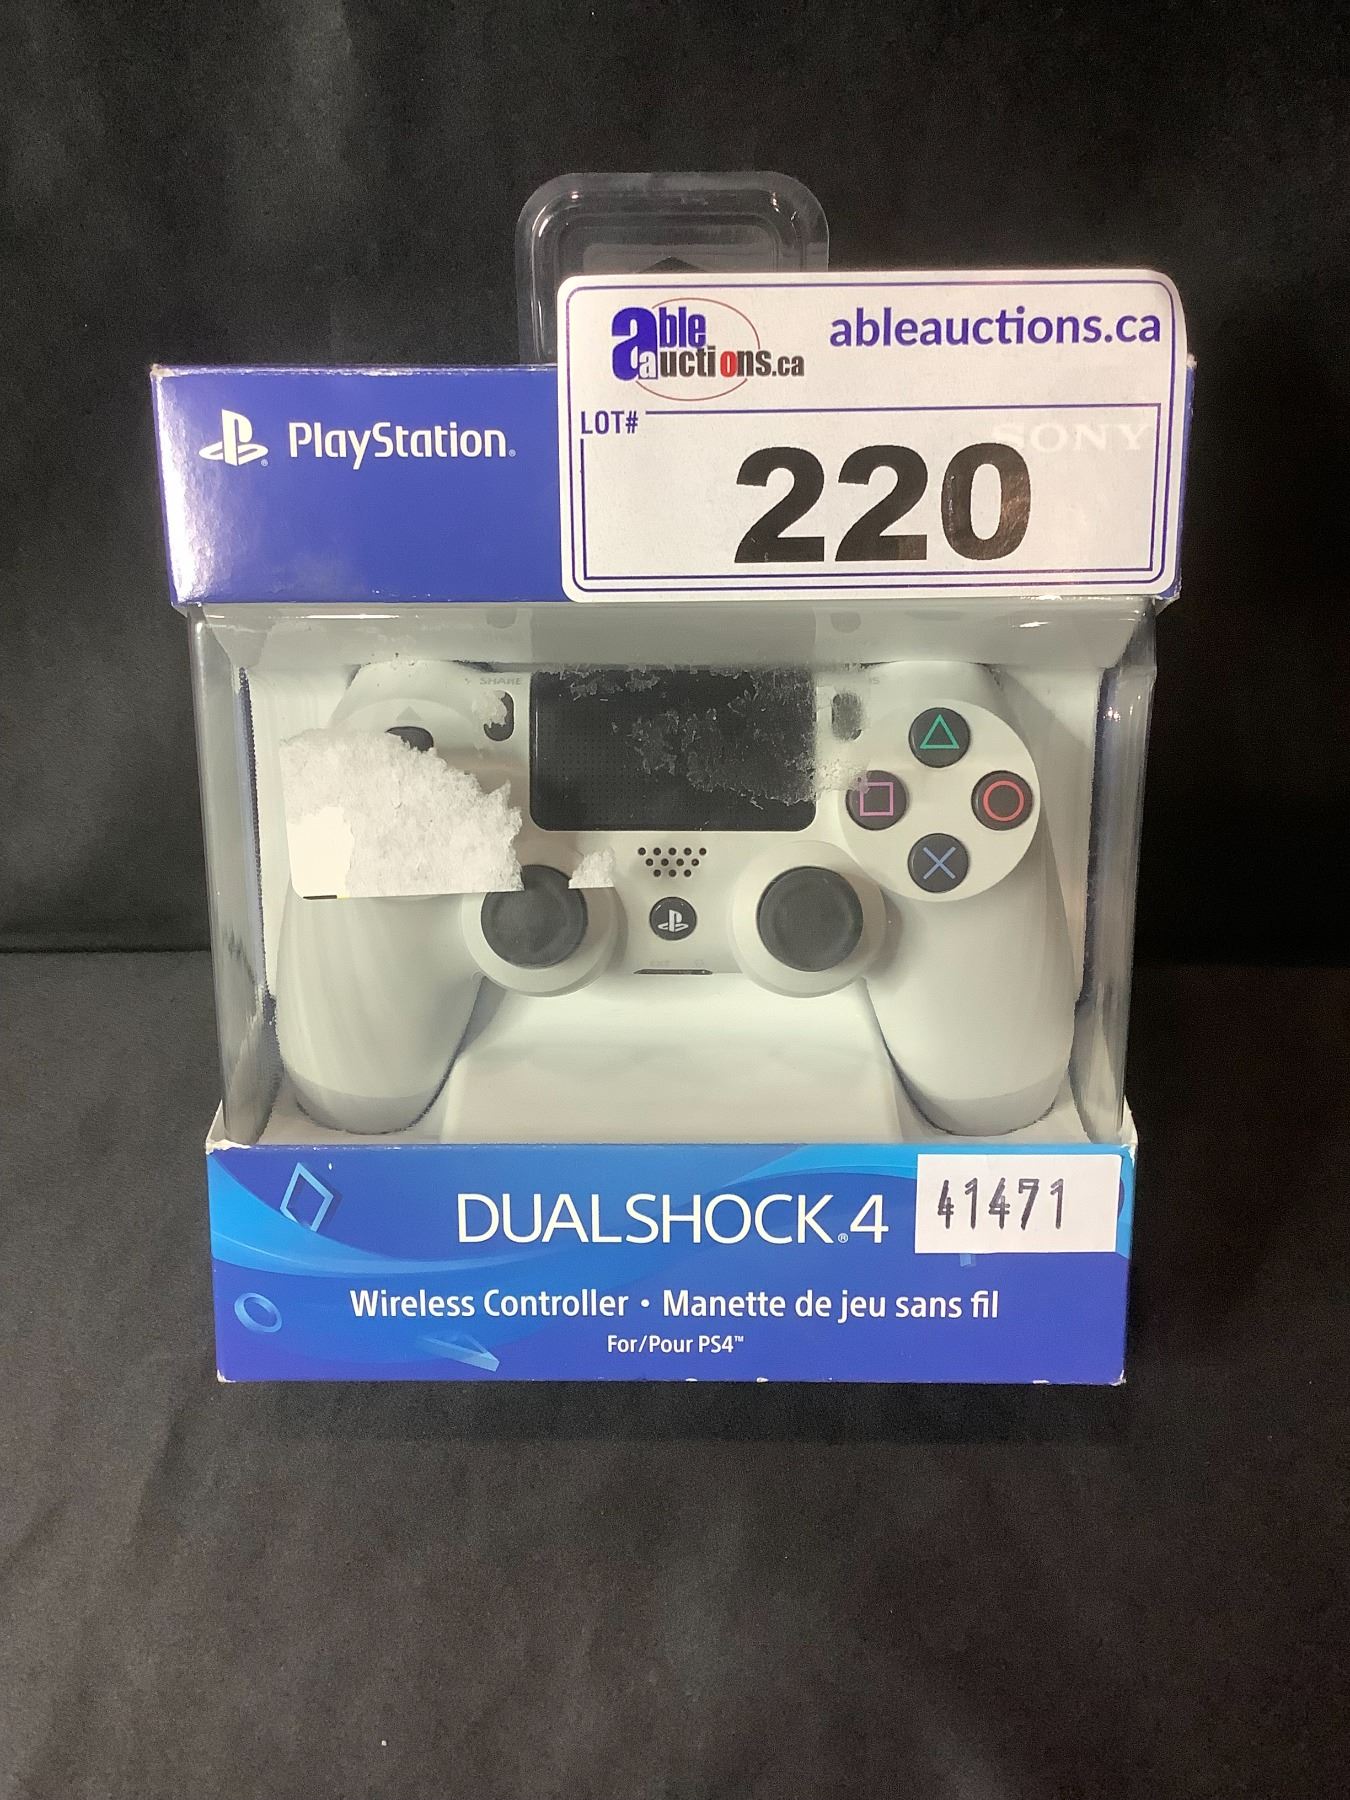 able auctions.ca
ableauctions.ca
LOT#
220
SONY
PlayStation®
SHARE
EXT
DUALSHOCK®4
41471
Wireless Controller • Manette de jeu sans fil
For/Pour PS4™